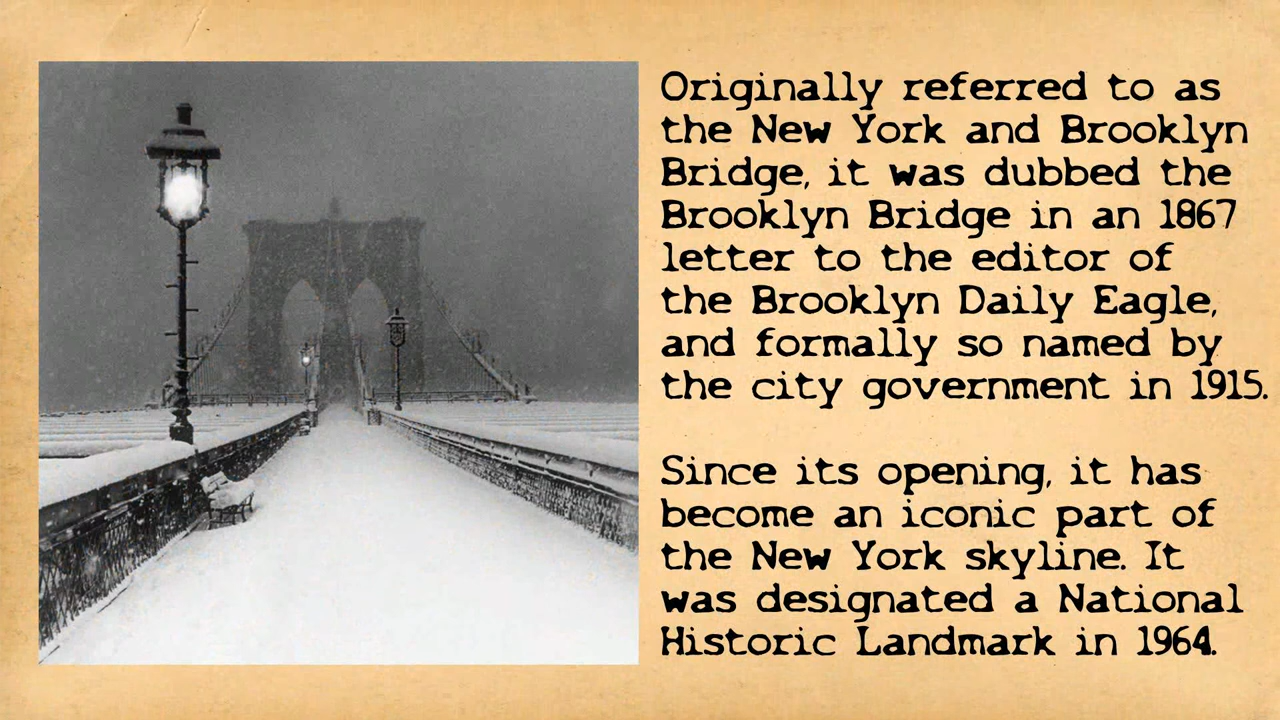 Originally referred to as
the New York and Brooklyn
Bridge, it was dubbed the
Brooklyn Bridge in an 1867
letter to the editor of
the Brooklyn Daily Eagle,
and formally so named by
the city government in 1915.
Since its opening, it has
become an iconic part of
the New York skyline. It
was designated a National
Historic Landmark in 1964.